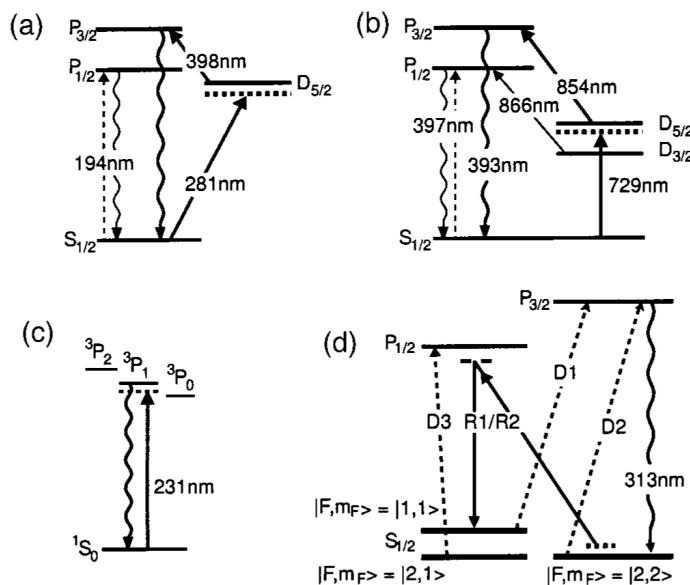 (a)
P3/2
P1/2
398nm
D5/2
194nm
281nm
S1/2
(b)
P3/2
P1/2
854nm
866nm
397nm
D5/2
D3/2
393nm
729nm
S1/2
(c)
3P2
3P1
3P0
231nm
1S0
(d)
P3/2
P1/2
D1
D3
R1/R2
D2
313nm
|F,mF> = |1,1>
S1/2
|F,mF> = |2,1>
|F,mF> = |2,2>